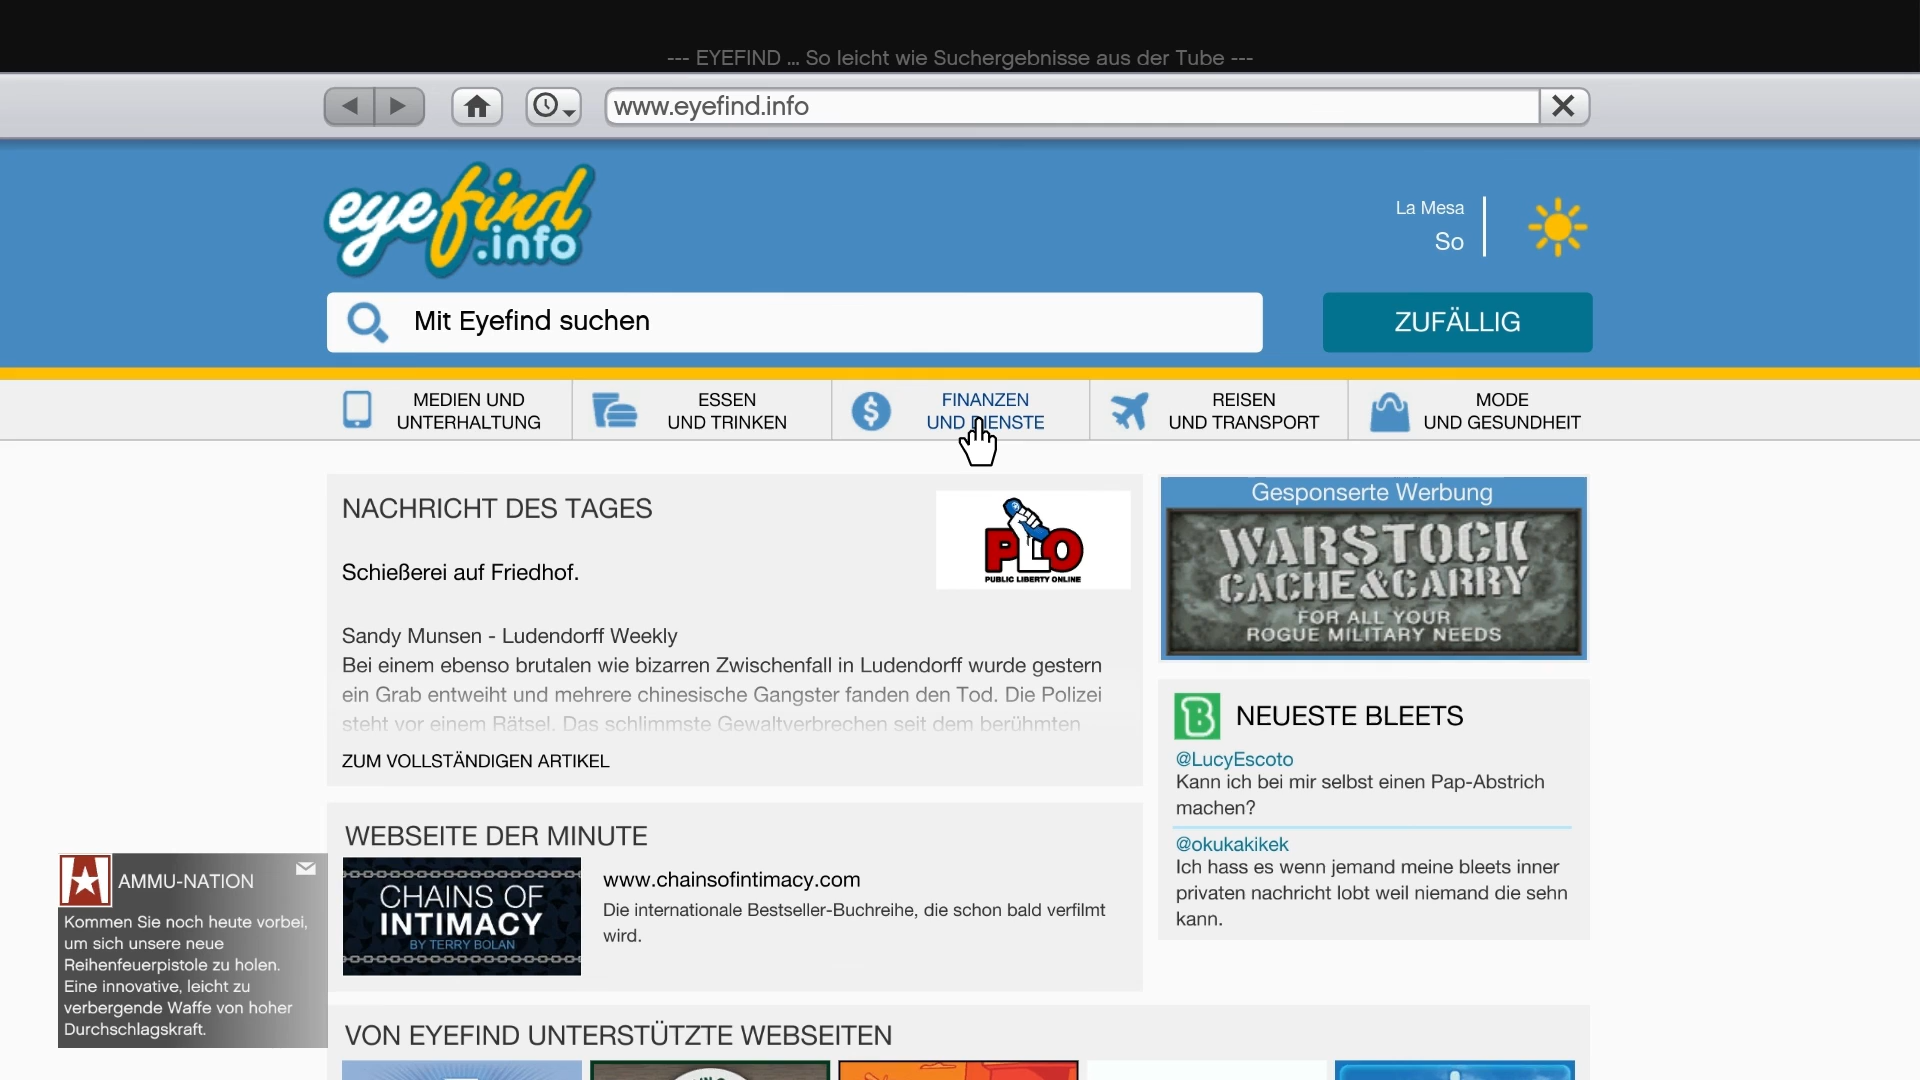 --- EYEFIND ... So leicht wie Suchergebnisse aus der Tube ---
www.eyefind.info
eyefind
.info
La Mesa
So
Mit Eyefind suchen
ZUFÄLLIG
MEDIEN UND
UNTERHALTUNG
ESSEN
UND TRINKEN
FINANZEN
UND DIENSTE
REISEN
UND TRANSPORT
MODE
UND GESUNDHEIT
NACHRICHT DES TAGES
PLO
PUBLIC LIBERTY ONLINE
Schießerei auf Friedhof.
Sandy Munsen - Ludendorff Weekly
Bei einem ebenso brutalen wie bizarren Zwischenfall in Ludendorff wurde gestern
ein Grab entweiht und mehrere chinesische Gangster fanden den Tod. Die Polizei
steht vor einem Rätsel. Das schlimmste Gewaltverbrechen seit dem berühmten
ZUM VOLLSTÄNDIGEN ARTIKEL
Gesponserte Werbung
WARSTOCK
CACHE&CARRY
FOR ALL YOUR
ROGUE MILITARY NEEDS
B
NEUESTE BLEETS
@LucyEscoto
Kann ich bei mir selbst einen Pap-Abstrich
machen?
@okukakikek
Ich hass es wenn jemand meine bleets inner
privaten nachricht lobt weil niemand die sehn
kann.
WEBSEITE DER MINUTE
CHAINS OF
INTIMACY
BY TERRY BOLAN
www.chainsofintimacy.com
Die internationale Bestseller-Buchreihe, die schon bald verfilmt
wird.
AMMU-NATION
Kommen Sie noch heute vorbei,
um sich unsere neue
Reihenfeuerpistole zu holen.
Eine innovative, leicht zu
verbergende Waffe von hoher
Durchschlagskraft.
VON EYEFIND UNTERSTÜTZTE WEBSEITEN